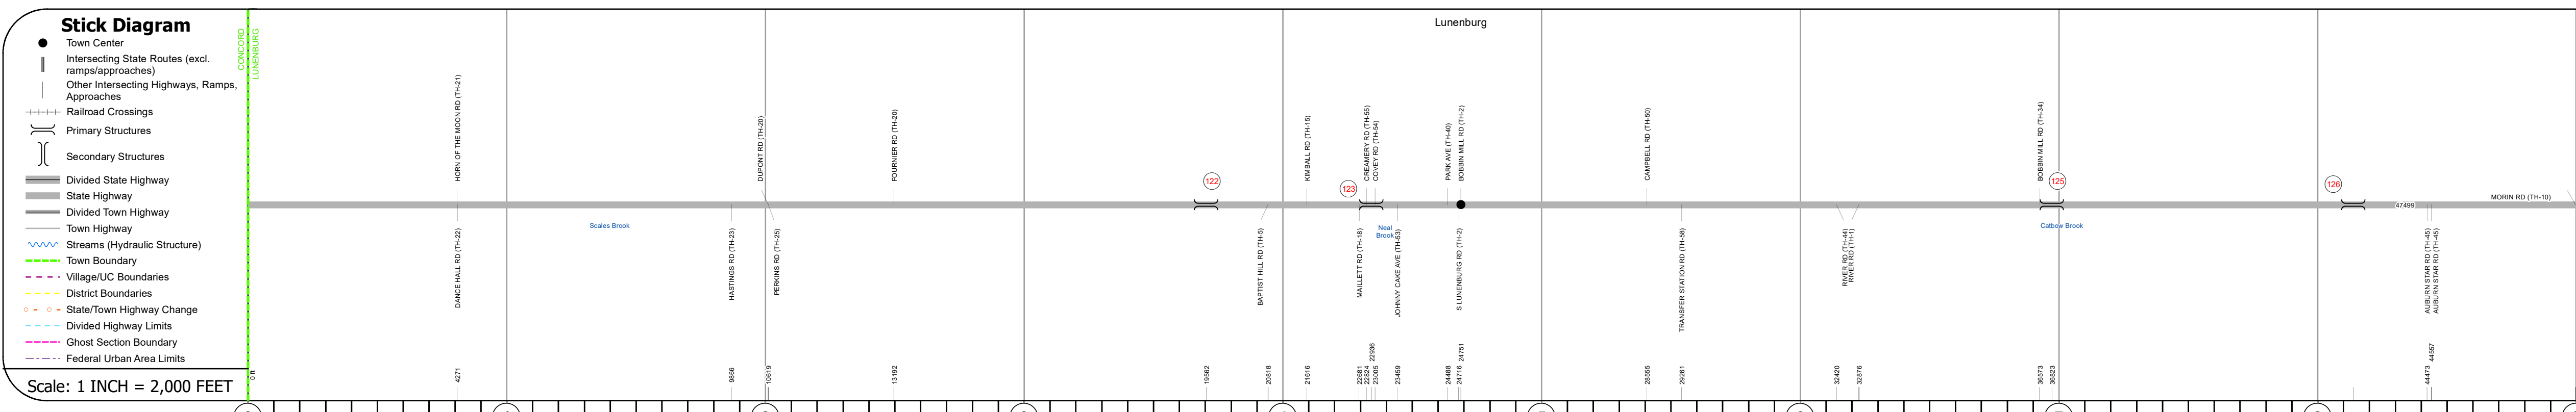 Stick Diagram
Town Center
Intersecting State Routes (excl.
ramps/approaches)
Other Intersecting Highways, Ramps,
Approaches
Railroad Crossings
Primary Structures
Secondary Structures
Divided State Highway
State Highway
Divided Town Highway
Town Highway
Streams (Hydraulic Structure)
Town Boundary
Village/UC Boundaries
District Boundaries
State/Town Highway Change
Divided Highway Limits
Ghost Section Boundary
Federal Urban Area Limits
Scale: 1 INCH = 2,000 FEET
CONCORD
LUNENBURG
Lunenburg
HORN OF THE MOON RD (TH-21)
DUPONT RD (TH-20)
FOURNIER RD (TH-20)
KIMBALL RD (TH-15)
CREAMERY RD (TH-55)
COVEY RD (TH-54)
PARK AVE (TH-40)
BOBBIN MILL RD (TH-2)
CAMPBELL RD (TH-50)
BOBBIN MILL RD (TH-34)
122
123
125
126
MORIN RD (TH-10)
47499
Scales Brook
Neal
Brook
Catbow Brook
DANCE HALL RD (TH-22)
HASTINGS RD (TH-23)
PERKINS RD (TH-25)
BAPTIST HILL RD (TH-5)
MAILLETT RD (TH-18)
JOHNNY CAKE AVE (TH-53)
S LUNENBURG RD (TH-2)
TRANSFER STATION RD (TH-58)
RIVER RD (TH-44)
RIVER RD (TH-1)
AUBURN STAR RD (TH-45)
AUBURN STAR RD (TH-45)
0 ft
4271
9866
10619
13192
19562
20818
21616
22681
22824
22936
23005
23459
24488
24716
24751
28555
29261
32420
32876
36573
36823
44473
44557